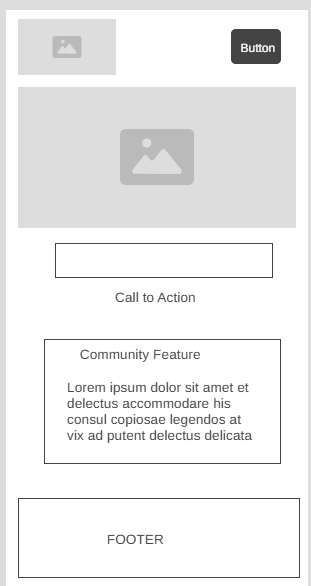 Button
Call to Action
Community Feature
Lorem ipsum dolor sit amet et
delectus accommodare his
consul copiosae legendos at
vix ad putent delectus delicata
FOOTER